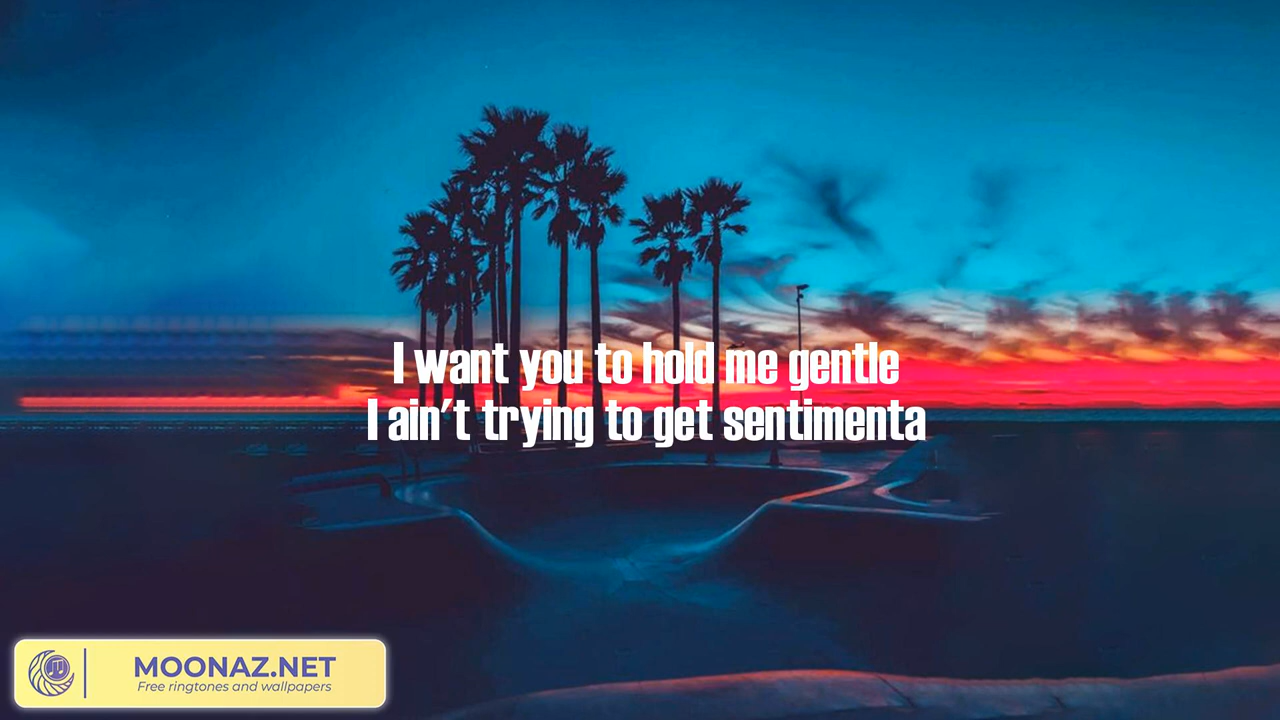 I want you to hold me gentle
I ain't trying to get sentimenta
MOONAZ.NET
Free ringtones and wallpapers